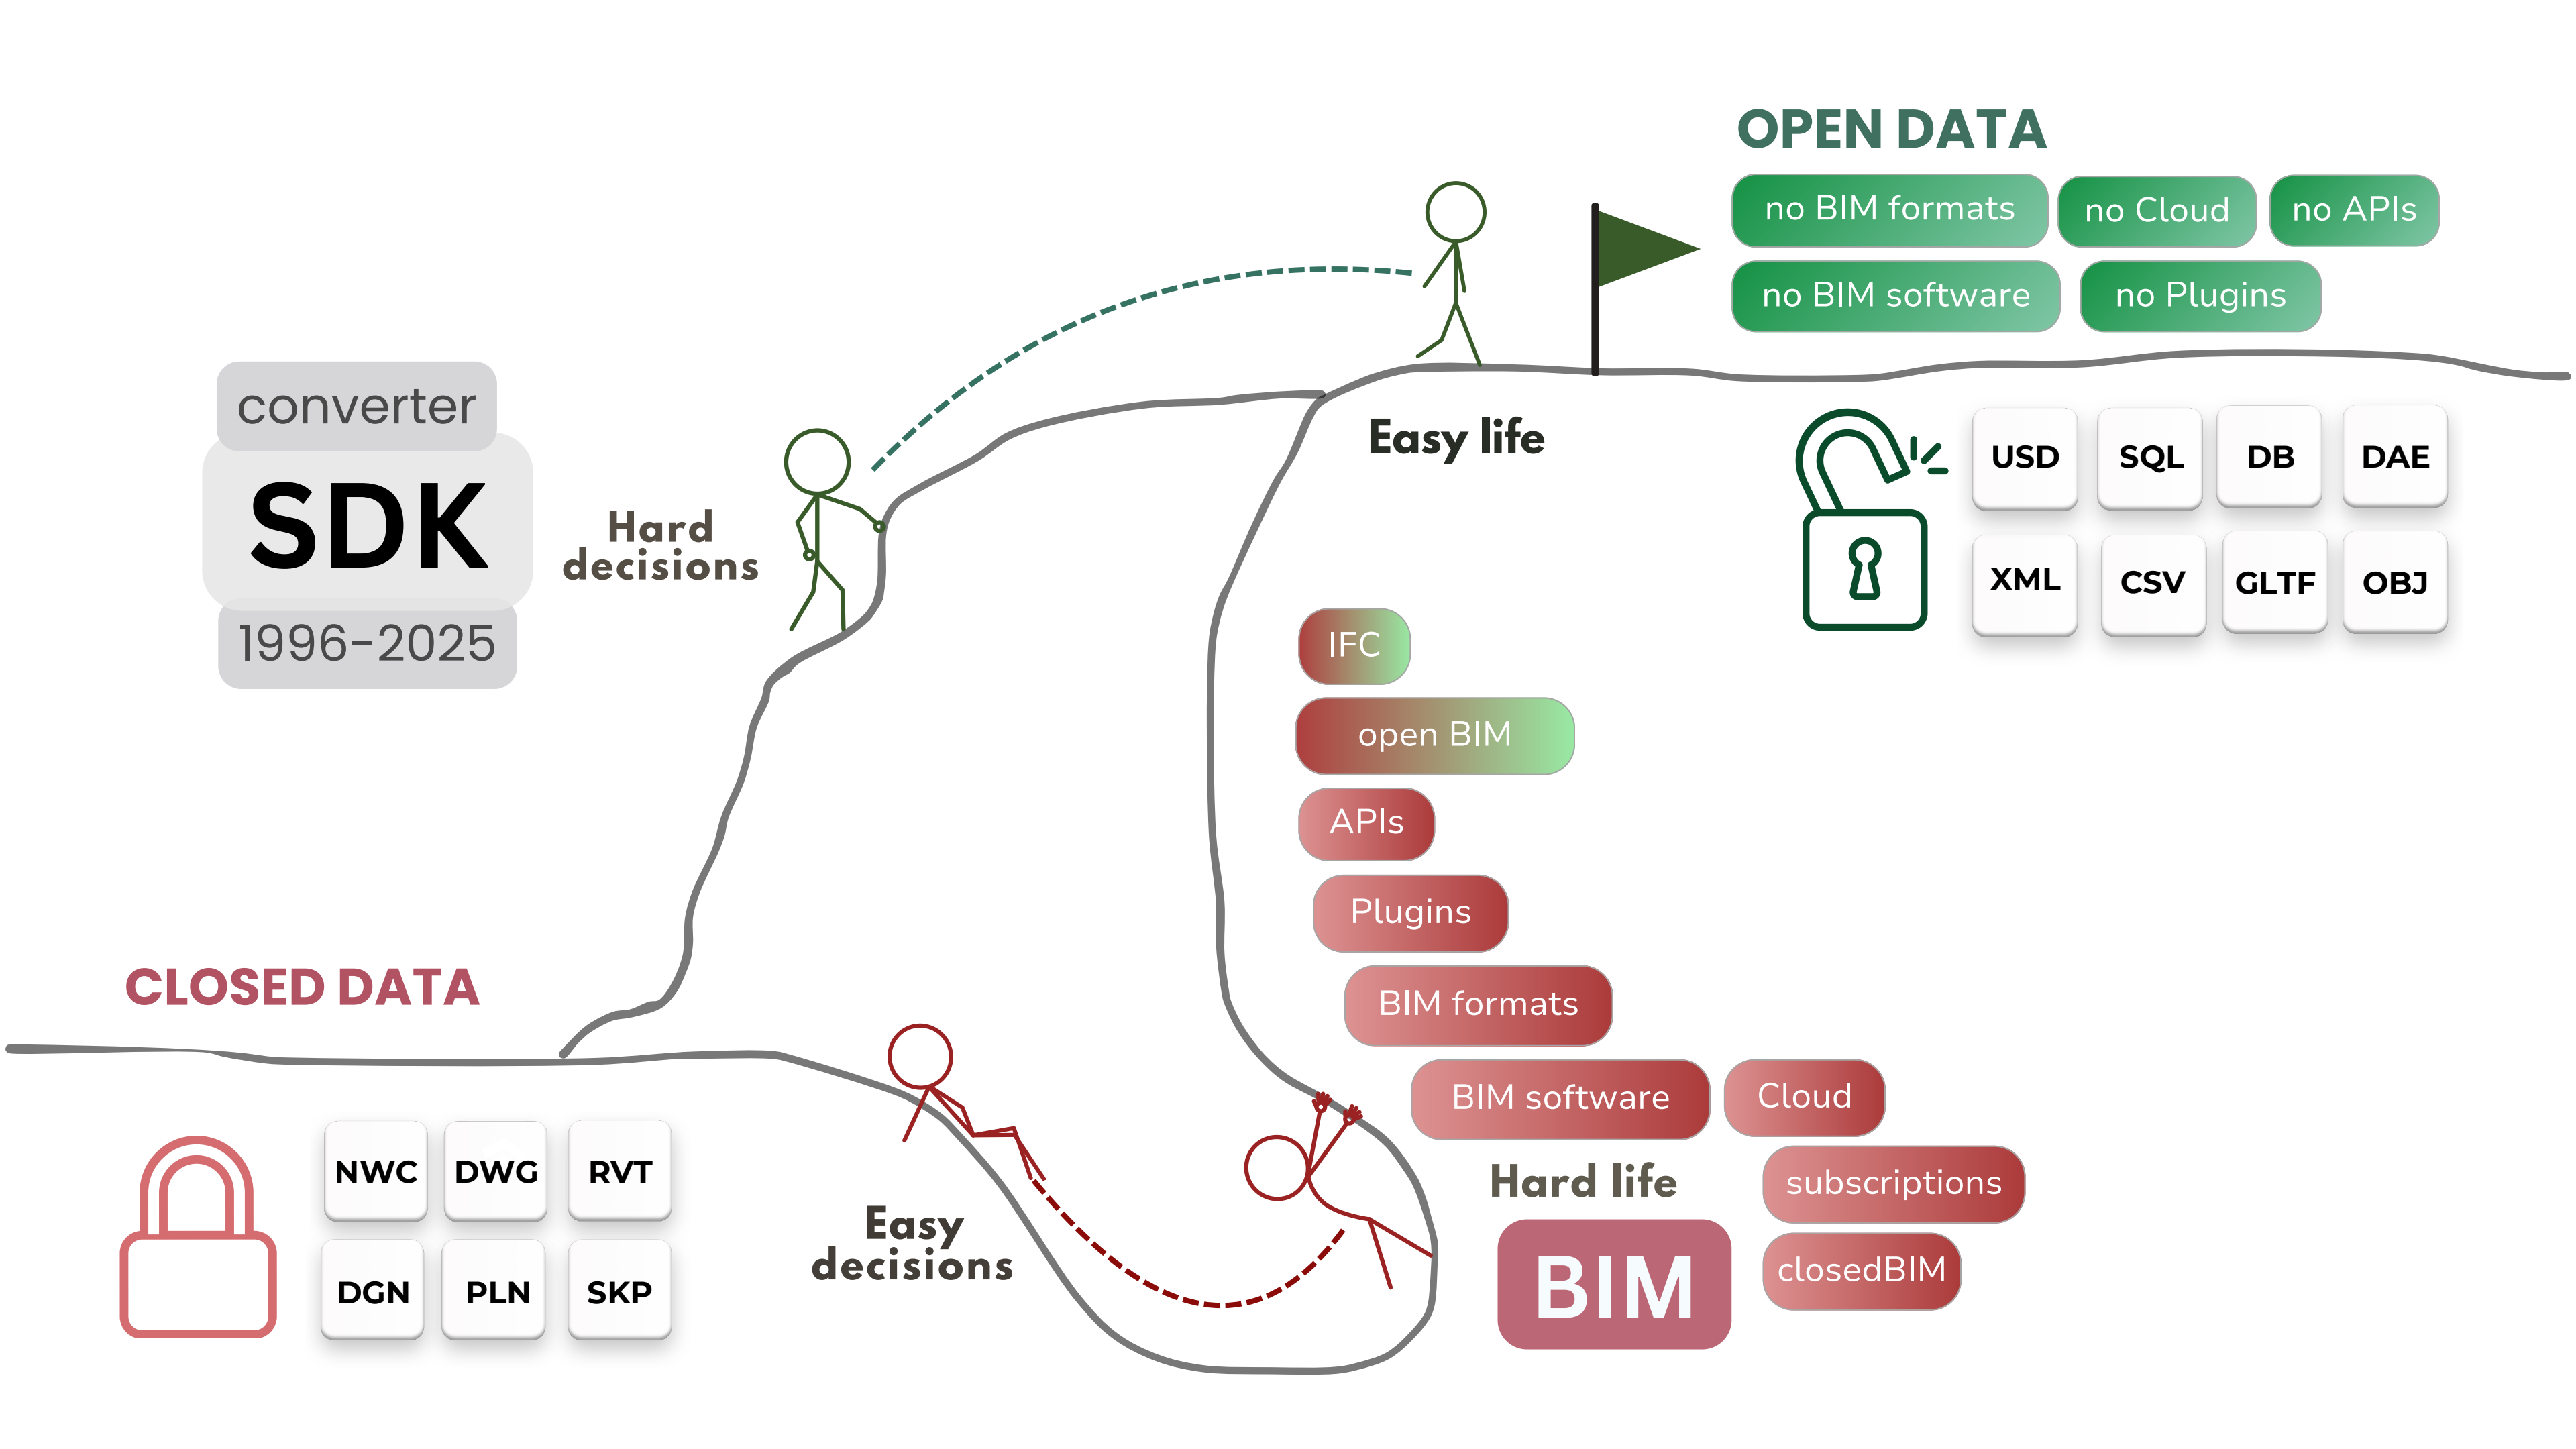 OPEN DATA
no BIM formats
no Cloud
no APIs
no BIM software
no Plugins
converter
SDK
1996-2025
Hard
decisions
Easy life
USD
SQL
DB
DAE
XML
CSV
GLTF
OBJ
IFC
open BIM
APIs
Plugins
BIM formats
BIM software
Cloud
Hard life
subscriptions
BIM
closedBIM
CLOSED DATA
NWC
DWG
RVT
DGN
PLN
SKP
Easy
decisions